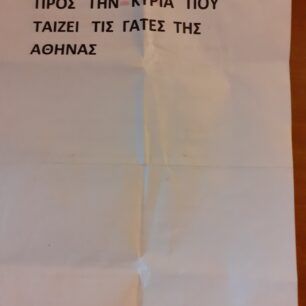 ΠΡΟΣ ΤΗΝ ΚΥΡΙΑ ΠΟΥ
ΤΑΙΖΕΙ ΤΙΣ ΓΑΤΕΣ ΤΗΣ
ΑΘΗΝΑΣ